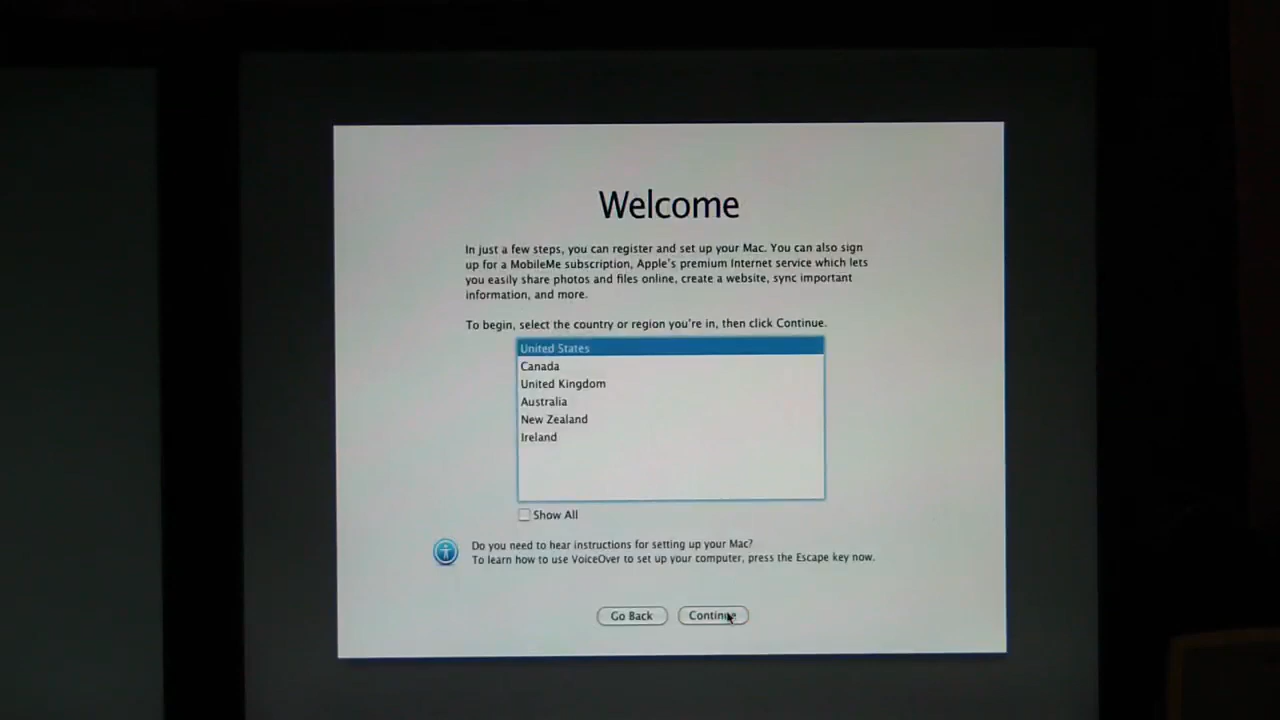 Welcome
In just a few steps, you can register and set up your Mac. You can also sign
up for a MobileMe subscription, Apple's premium Internet service which lets
you easily share photos and files online, create a website, sync important
information, and more.
To begin, select the country or region you're in, then click Continue.
United States
Canada
United Kingdom
Australia
New Zealand
Ireland
Show All
Do you need to hear instructions for setting up your Mac?
To learn how to use VoiceOver to set up your computer, press the Escape key now.
Go Back
Continue